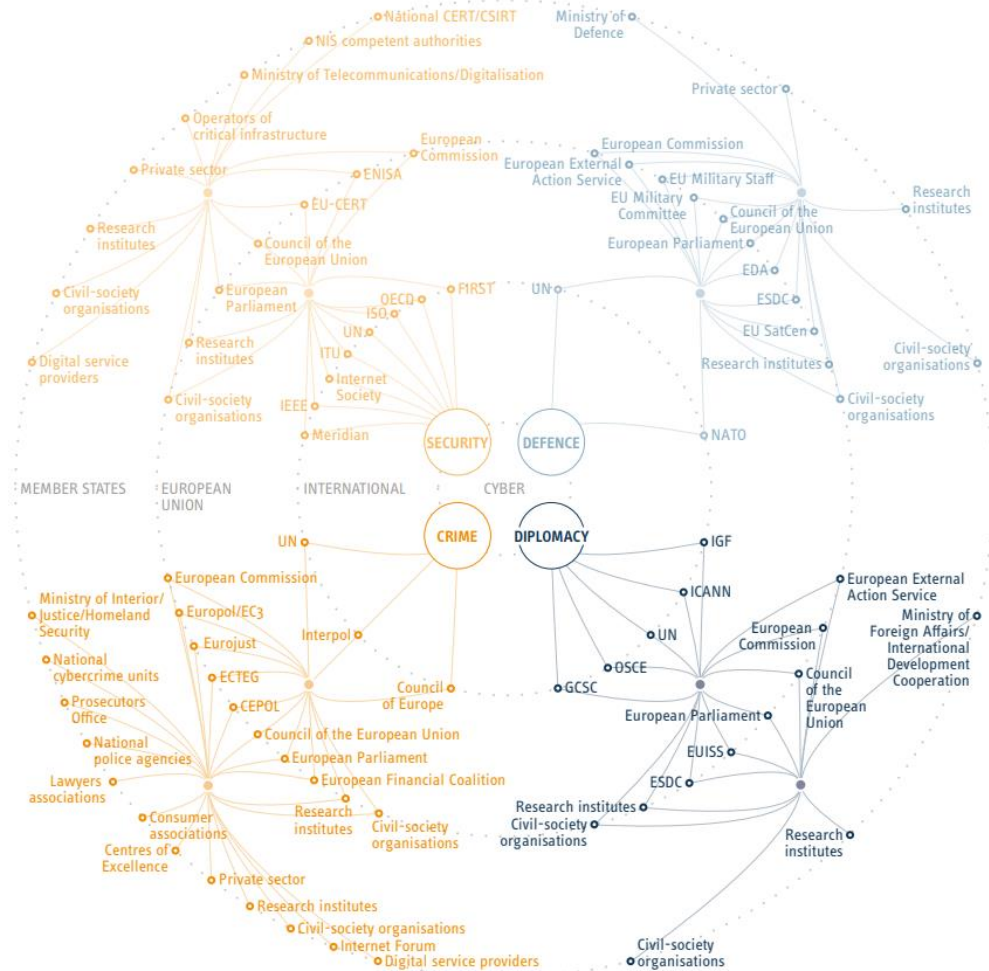 National CERT/CSIRT
NIS competent authorities
Ministry of Telecommunications/Digitalisation
Operators of
critical infrastructure
Private sector
Research
institutes
Civil-society
organisations
Digital service
providers
European
Commission
ENISA
EU-CERT
Council of the
European Union
European
Parliament
Research
institutes
Civil-society
organisations
FIRST
OECD
ISO
UN
ITU
Internet
Society
IEEE
Meridian
SECURITY
Ministry of
Defence
Private sector
European Commission
European External
Action Service
EU Military Staff
EU Military
Committee
Council of the
European Union
European Parliament
Research
institutes
EDA
UN
ESDC
EU SatCen
Research institutes
Civil-society
organisations
Civil-society
organisations
NATO
DEFENCE
MEMBER STATES
EUROPEAN
UNION
INTERNATIONAL
CYBER
CRIME
UN
European Commission
Ministry of Interior/
Justice/Homeland
Security
Europol/EC3
Eurojust
Interpol
National
cybercrime units
ECTEG
Council
of Europe
Prosecutors
Office
CEPOL
National
police agencies
Council of the European Union
European Parliament
Lawyers
associations
European Financial Coalition
Consumer
associations
Research
institutes
Civil-society
organisations
Centres of
Excellence
Private sector
Research institutes
Civil-society organisations
Internet Forum
Digital service providers
DIPLOMACY
IGF
ICANN
UN
OSCE
GCSC
European External
Action Service
European
Commission
Ministry of
Foreign Affairs/
International
Development
Cooperation
Council
of the
European
Union
European Parliament
EUISS
ESDC
Research institutes
Civil-society
organisations
Research
institutes
Civil-society
organisations